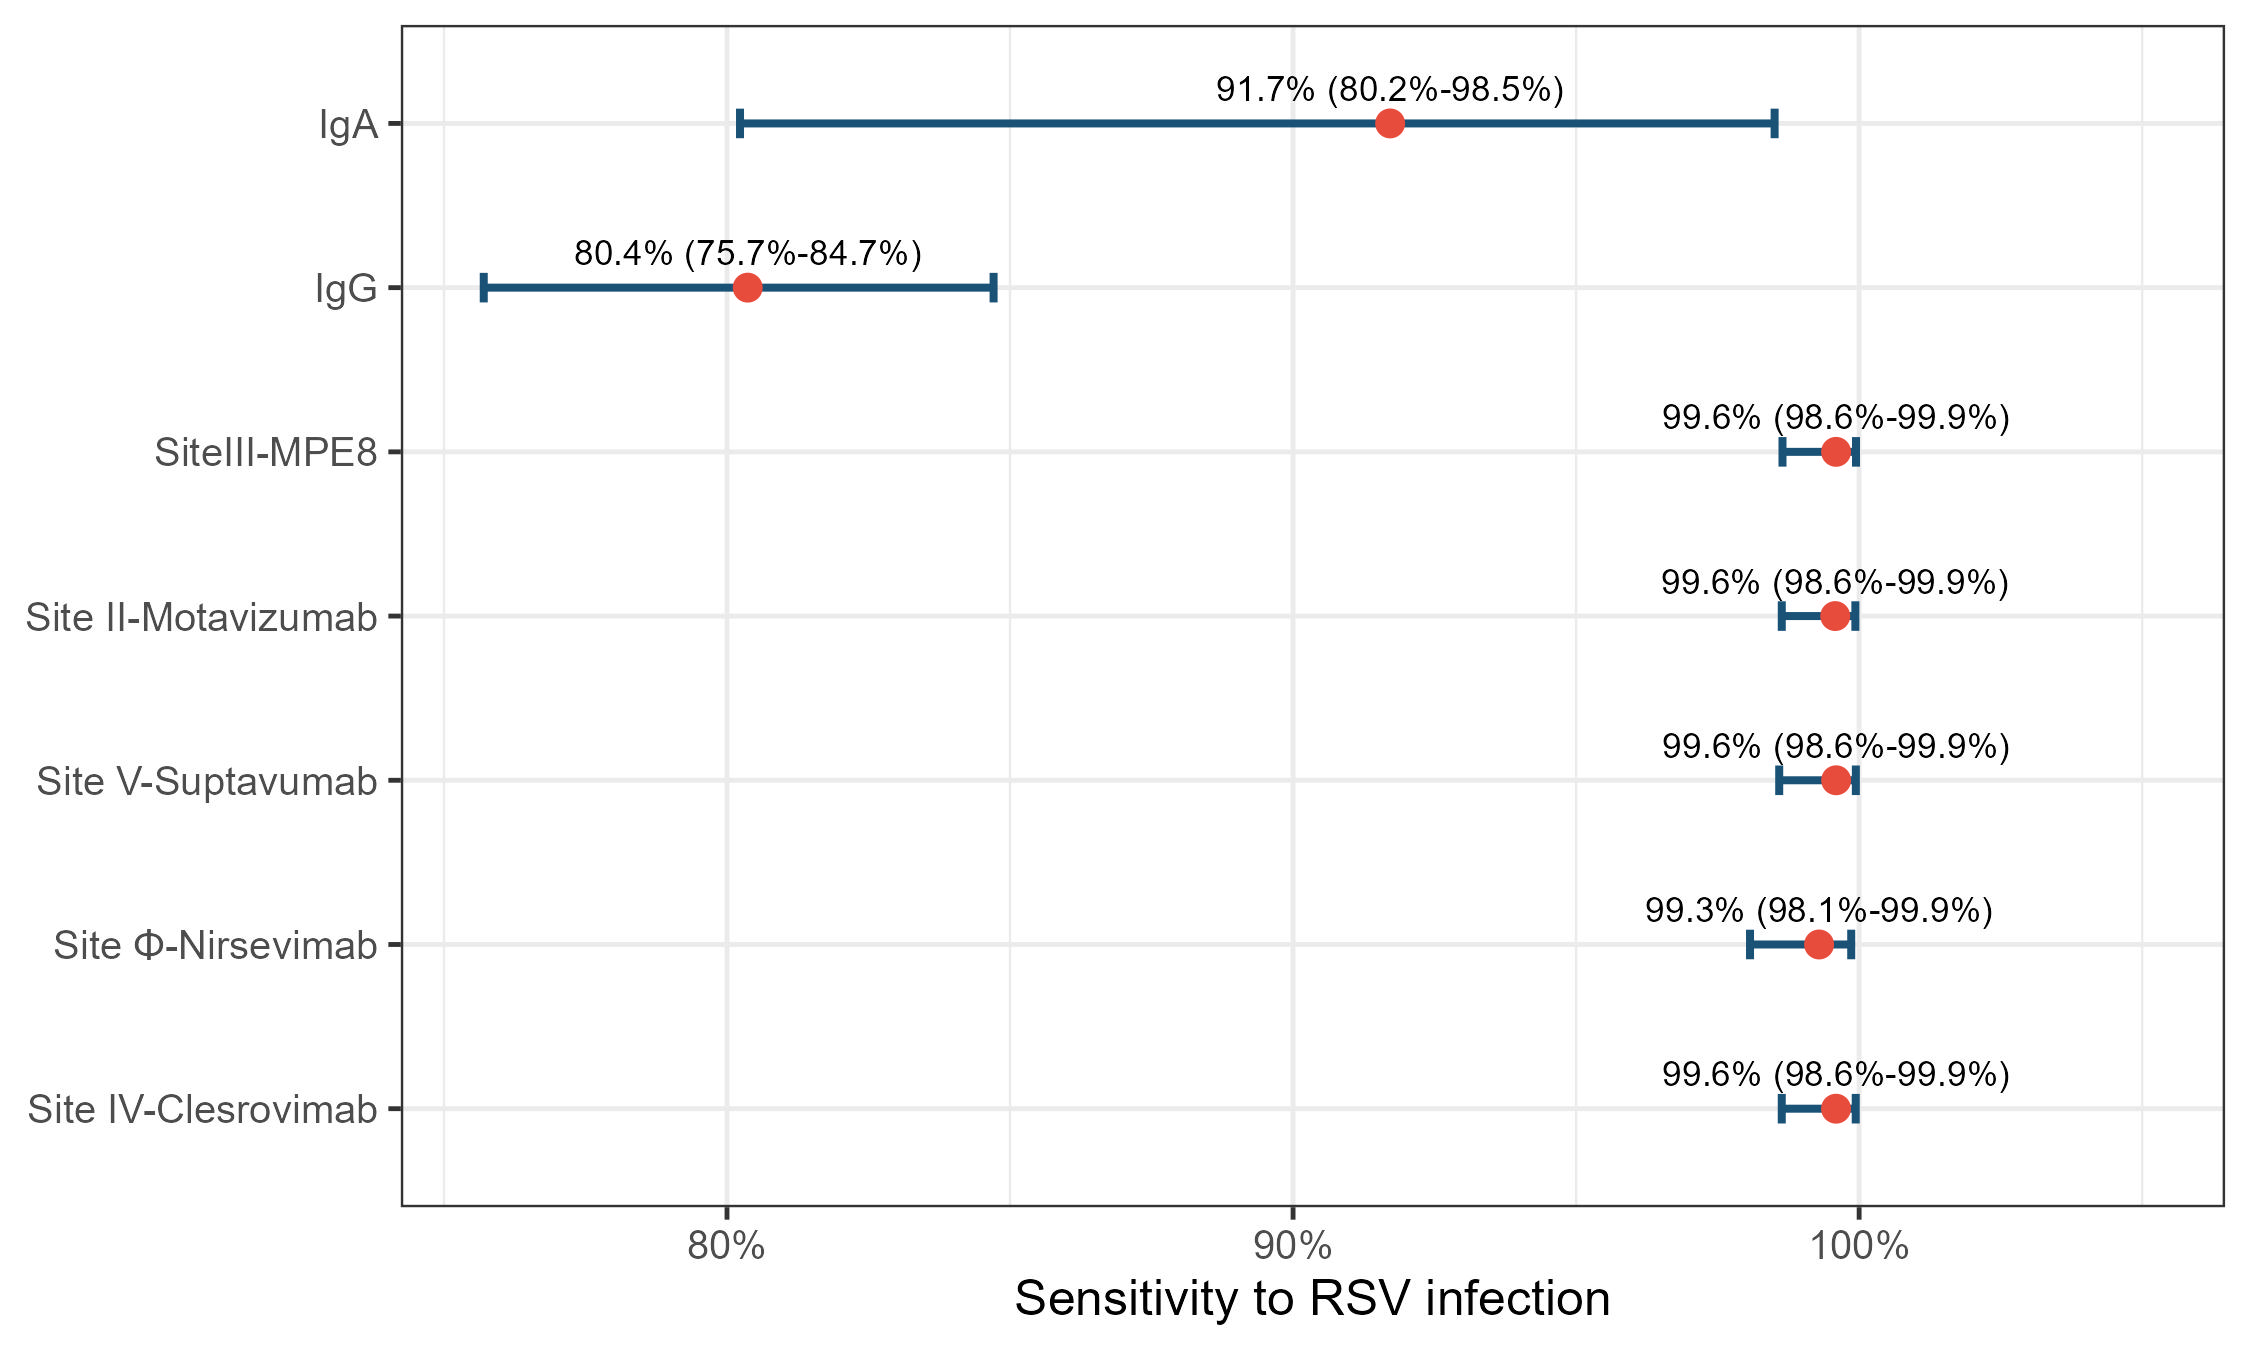 91.7% (80.2%-98.5%)
IgA
80.4% (75.7%-84.7%)
IgG
99.6% (98.6%-99.9%)
SiteIII-MPE8
99.6% (98.6%-99.9%)
Site II-Motavizumab
99.6% (98.6%-99.9%)
Site V-Suptavumab
99.3% (98.1%-99.9%)
Site Φ-Nirsevimab
99.6% (98.6%-99.9%)
Site IV-Clesrovimab
80% 90% 100%
Sensitivity to RSV infection